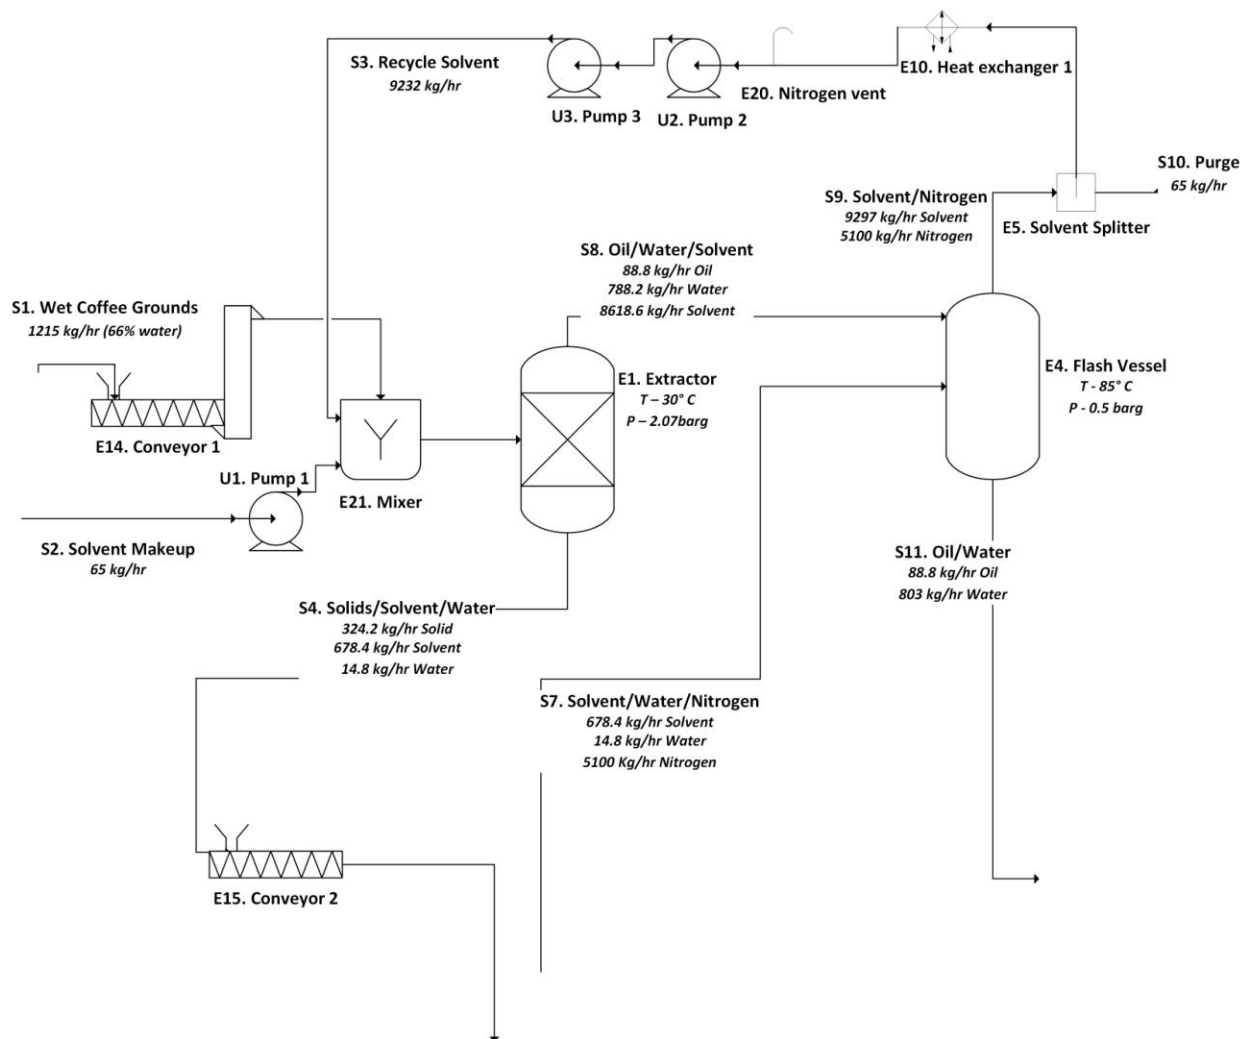 S3. Recycle Solvent
9232 kg/hr
U3. Pump 3
U2. Pump 2
E20. Nitrogen vent
E10. Heat exchanger 1
S10. Purge
65 kg/hr
S9. Solvent/Nitrogen
9297 kg/hr Solvent
5100 kg/hr Nitrogen
E5. Solvent Splitter
S8. Oil/Water/Solvent
88.8 kg/hr Oil
788.2 kg/hr Water
8618.6 kg/hr Solvent
S1. Wet Coffee Grounds
1215 kg/hr (66% water)
E14. Conveyor 1
E1. Extractor
T – 30° C
P – 2.07barg
E4. Flash Vessel
T - 85° C
P - 0.5 barg
U1. Pump 1
E21. Mixer
S2. Solvent Makeup
65 kg/hr
S11. Oil/Water
88.8 kg/hr Oil
803 kg/hr Water
S4. Solids/Solvent/Water
324.2 kg/hr Solid
678.4 kg/hr Solvent
14.8 kg/hr Water
S7. Solvent/Water/Nitrogen
678.4 kg/hr Solvent
14.8 kg/hr Water
5100 Kg/hr Nitrogen
E15. Conveyor 2